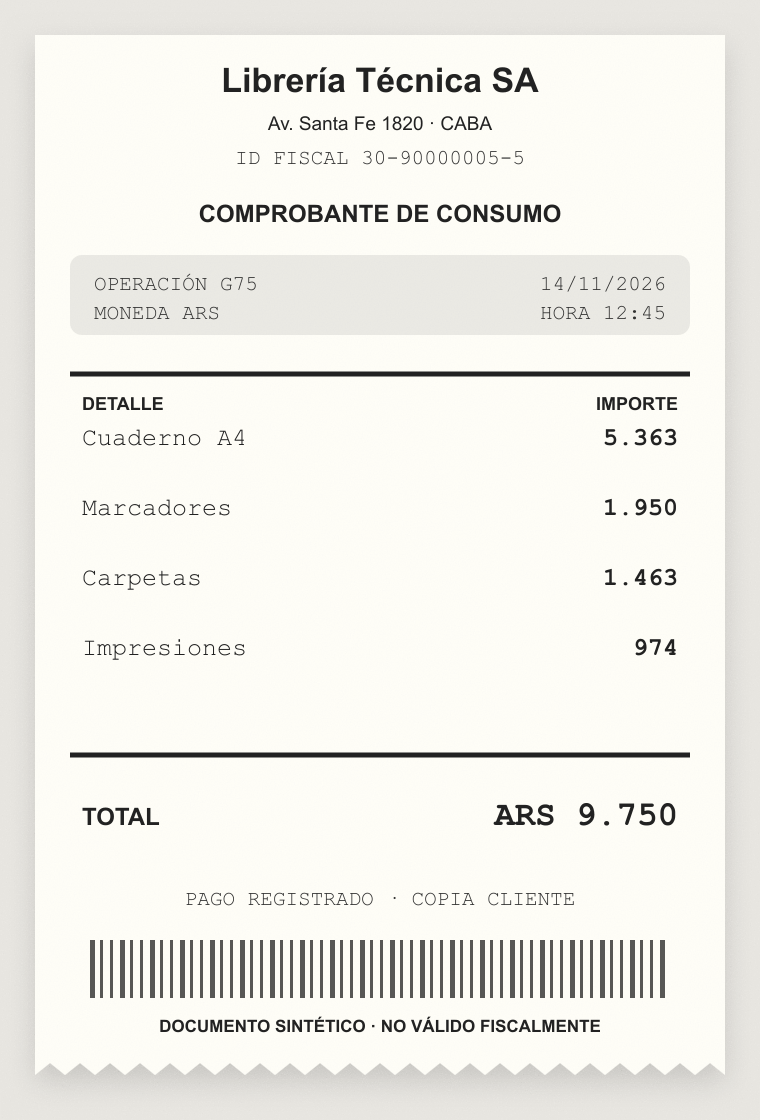 Librería Técnica SA
Av. Santa Fe 1820 · CABA
ID FISCAL 30-90000005-5
COMPROBANTE DE CONSUMO
OPERACIÓN G75 14/11/2026
MONEDA ARS HORA 12:45
DETALLE IMPORTE
Cuaderno A4 5.363
Marcadores 1.950
Carpetas 1.463
Impresiones 974
TOTAL ARS 9.750
PAGO REGISTRADO · COPIA CLIENTE
DOCUMENTO SINTÉTICO · NO VÁLIDO FISCALMENTE